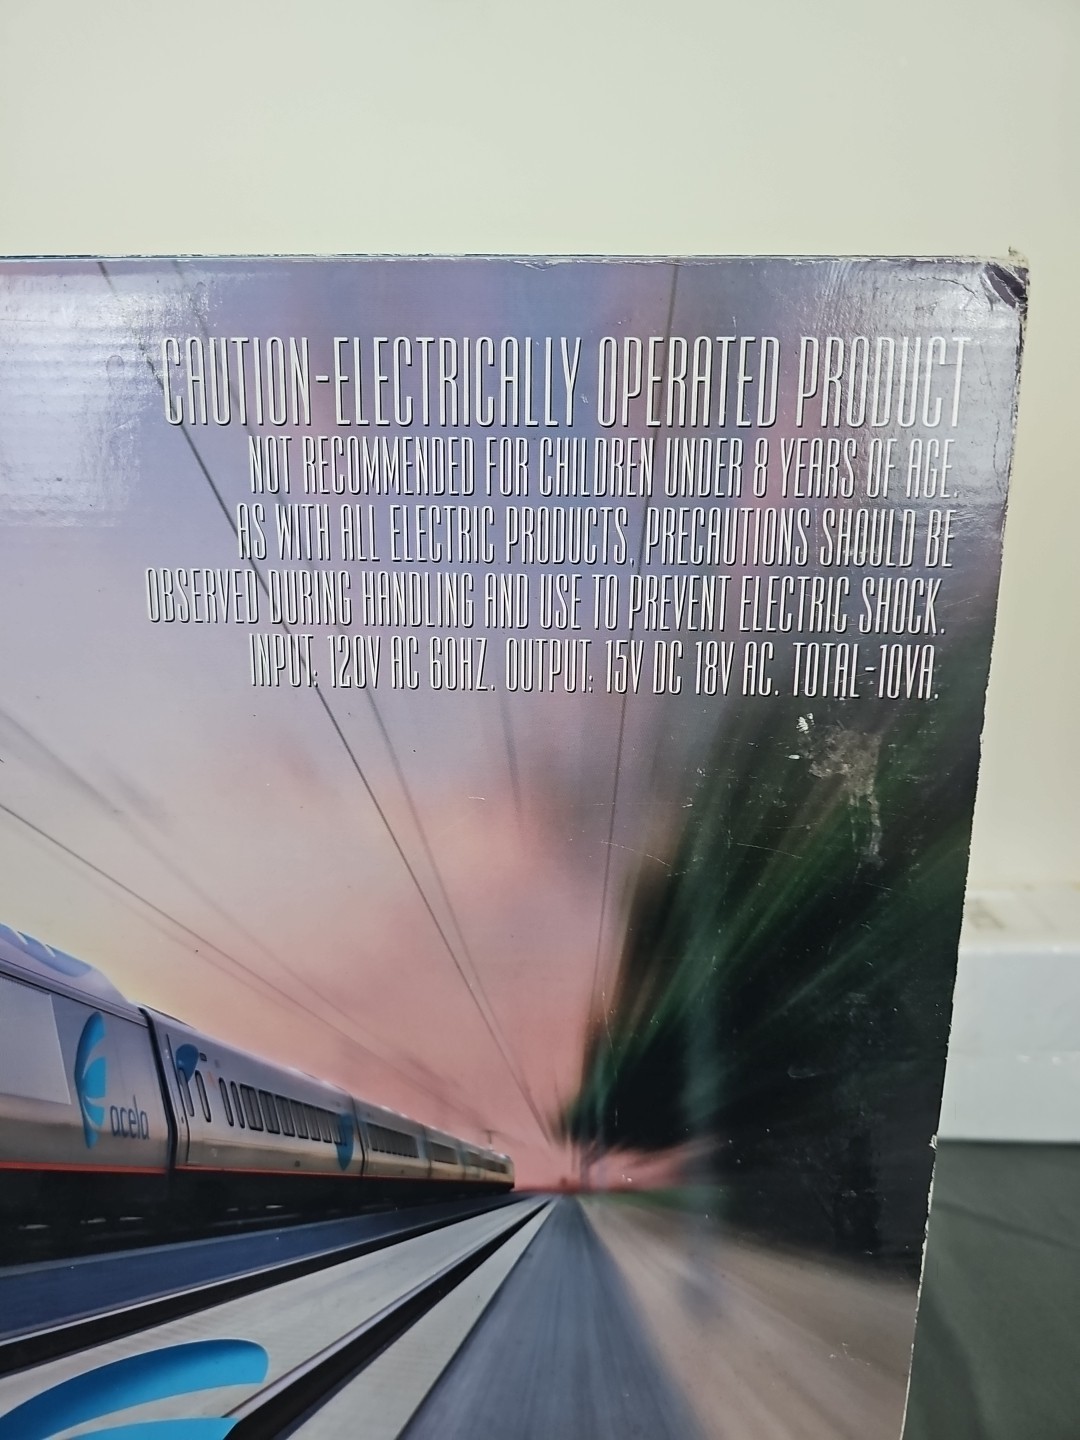 CAUTION-ELECTRICALLY OPERATED PRODUCT
NOT RECOMMENDED FOR CHILDREN UNDER 8 YEARS OF AGE.
AS WITH ALL ELECTRIC PRODUCTS, PRECAUTIONS SHOULD BE
OBSERVED DURING HANDLING AND USE TO PREVENT ELECTRIC SHOCK.
INPUT: 120V AC 60HZ. OUTPUT: 15V DC 18V AC. TOTAL-10VA.
acela